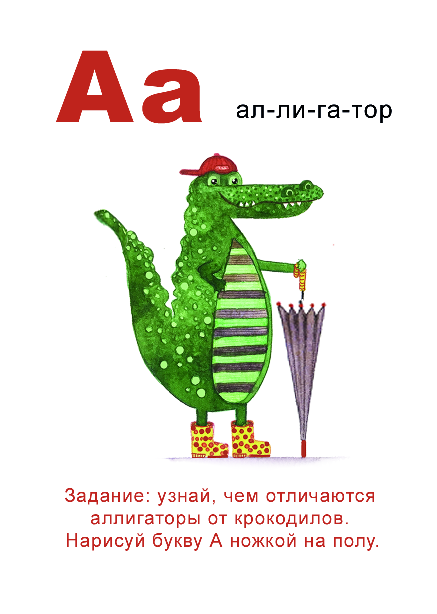 Аа
ал-ли-га-тор
Задание: узнай, чем отличаются
аллигаторы от крокодилов.
Нарисуй букву А ножкой на полу.